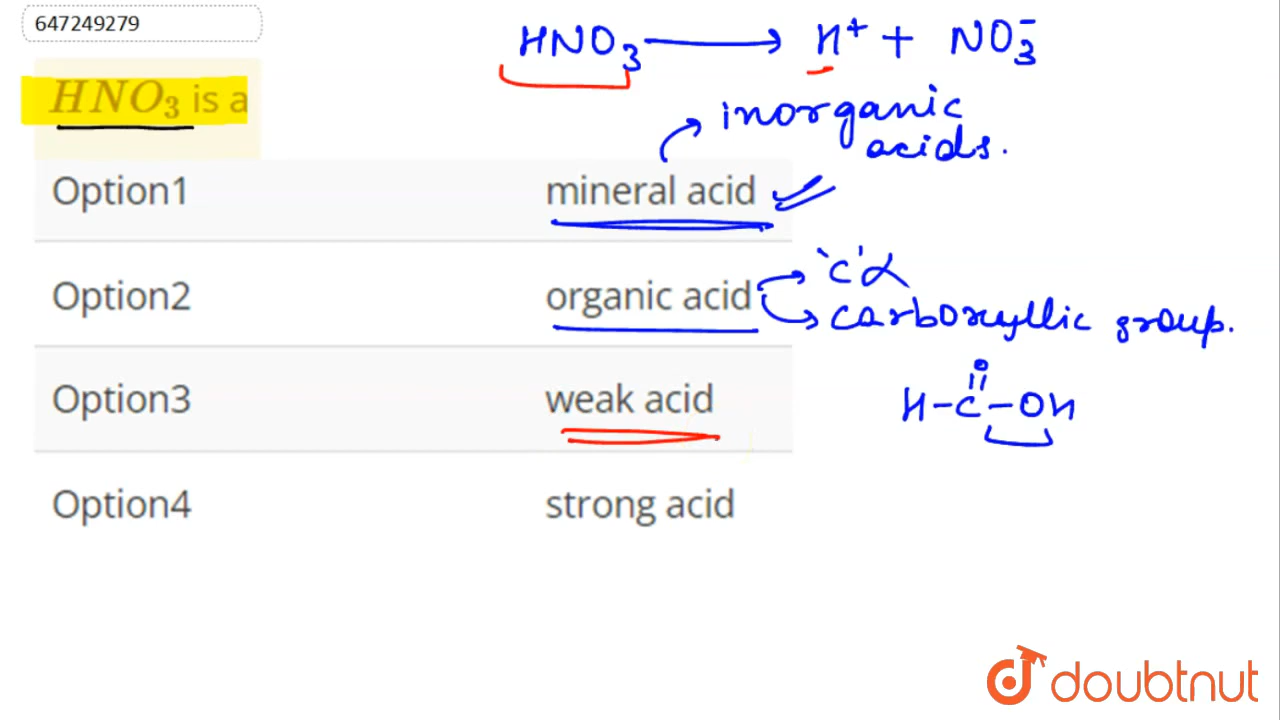 647249279
HNO₃ ⟶ H⁺ + NO₃⁻
HNO₃ is a
inorganic
acids.
Option1 mineral acid
'C'
Option2 organic acid
carboxyllic group.
O
Option3 weak acid
H-C-OH
Option4 strong acid
doubtnut